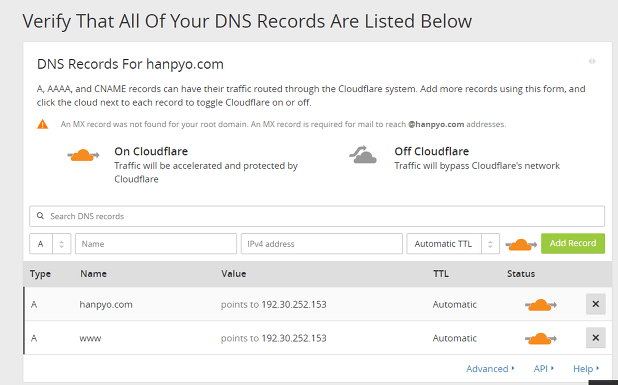 Verify That All Of Your DNS Records Are Listed Below
DNS Records For hanpyo.com
A, AAAA, and CNAME records can have their traffic routed through the Cloudflare system. Add more records using this form, and
click the cloud next to each record to toggle Cloudflare on or off.
An MX record was not found for your root domain. An MX record is required for mail to reach @hanpyo.com addresses.
On Cloudflare
Traffic will be accelerated and protected by
Cloudflare
Off Cloudflare
Traffic will bypass Cloudflare's network
Search DNS records
A Name IPv4 address Automatic TTL Add Record
Type Name Value TTL Status
A hanpyo.com points to 192.30.252.153 Automatic
A www points to 192.30.252.153 Automatic
Advanced API Help